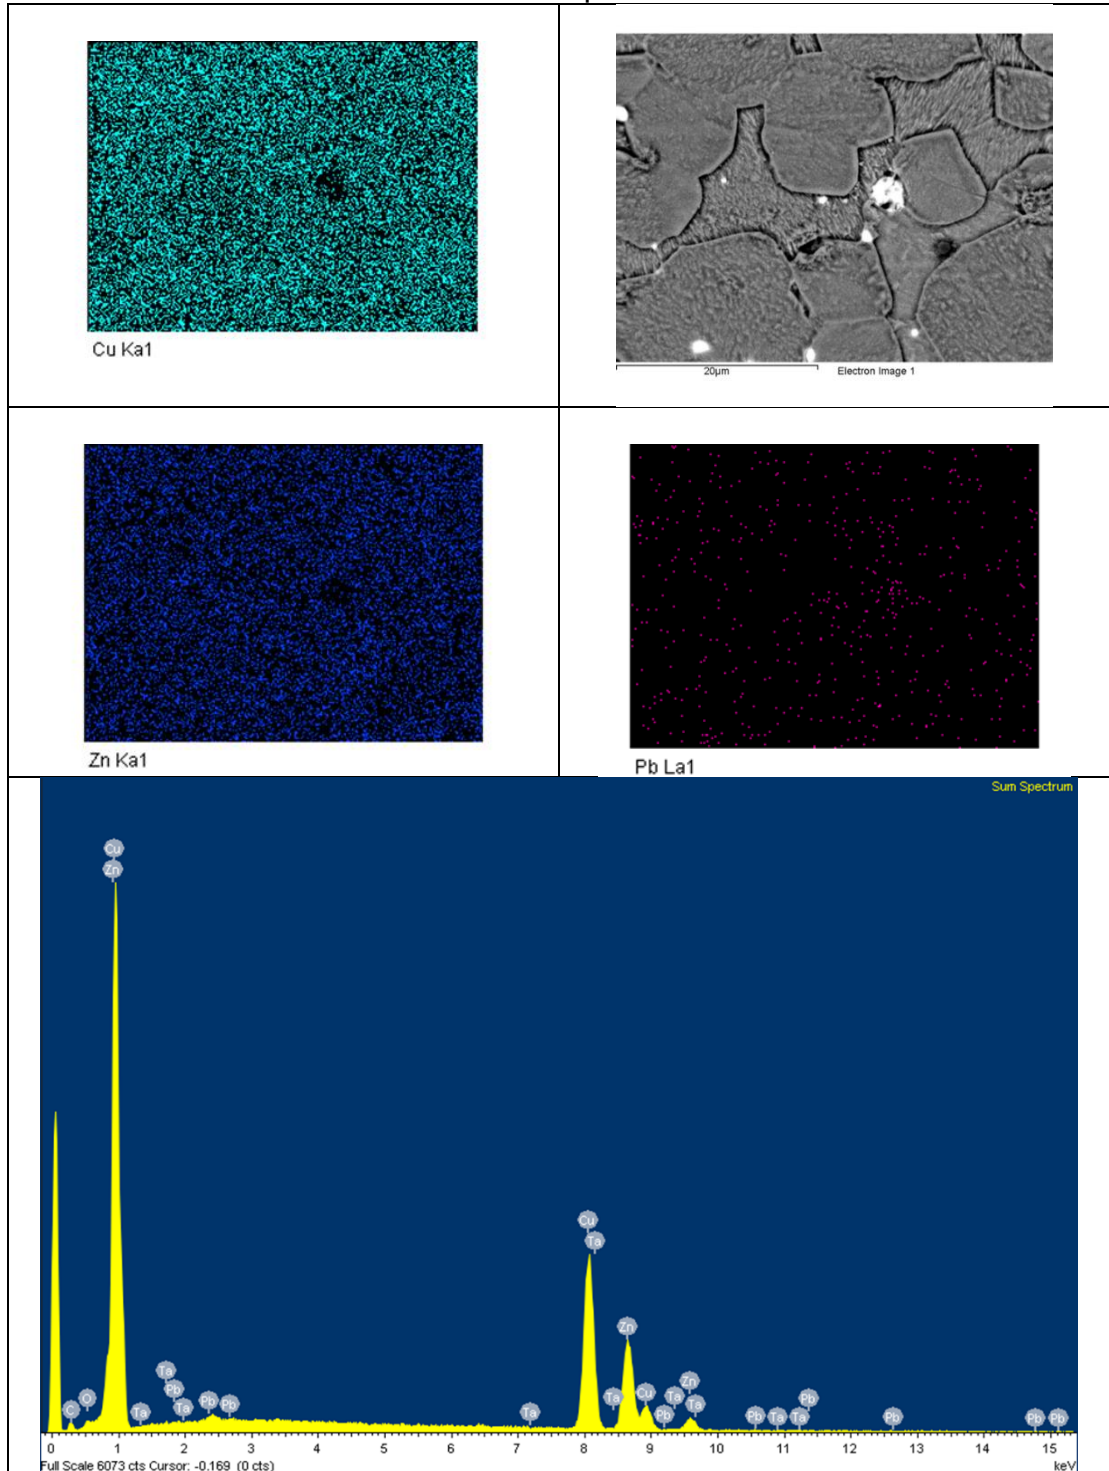 Cu Ka1
20µm
Electron Image 1
Zn Ka1
Pb La1
Sum Spectrum
Cu
Zn
Cu
Ta
Zn
Ta
Pb
Ta
C
O
Ta
Pb
Pb
Ta
Ta
Cu
Pb
Ta
Zn
Ta
Pb
Ta
Ta
Pb
Pb
Pb
Pb
0 1 2 3 4 5 6 7 8 9 10 11 12 13 14 15
Full Scale 6073 cts Cursor: -0.169 (0 cts)
keV